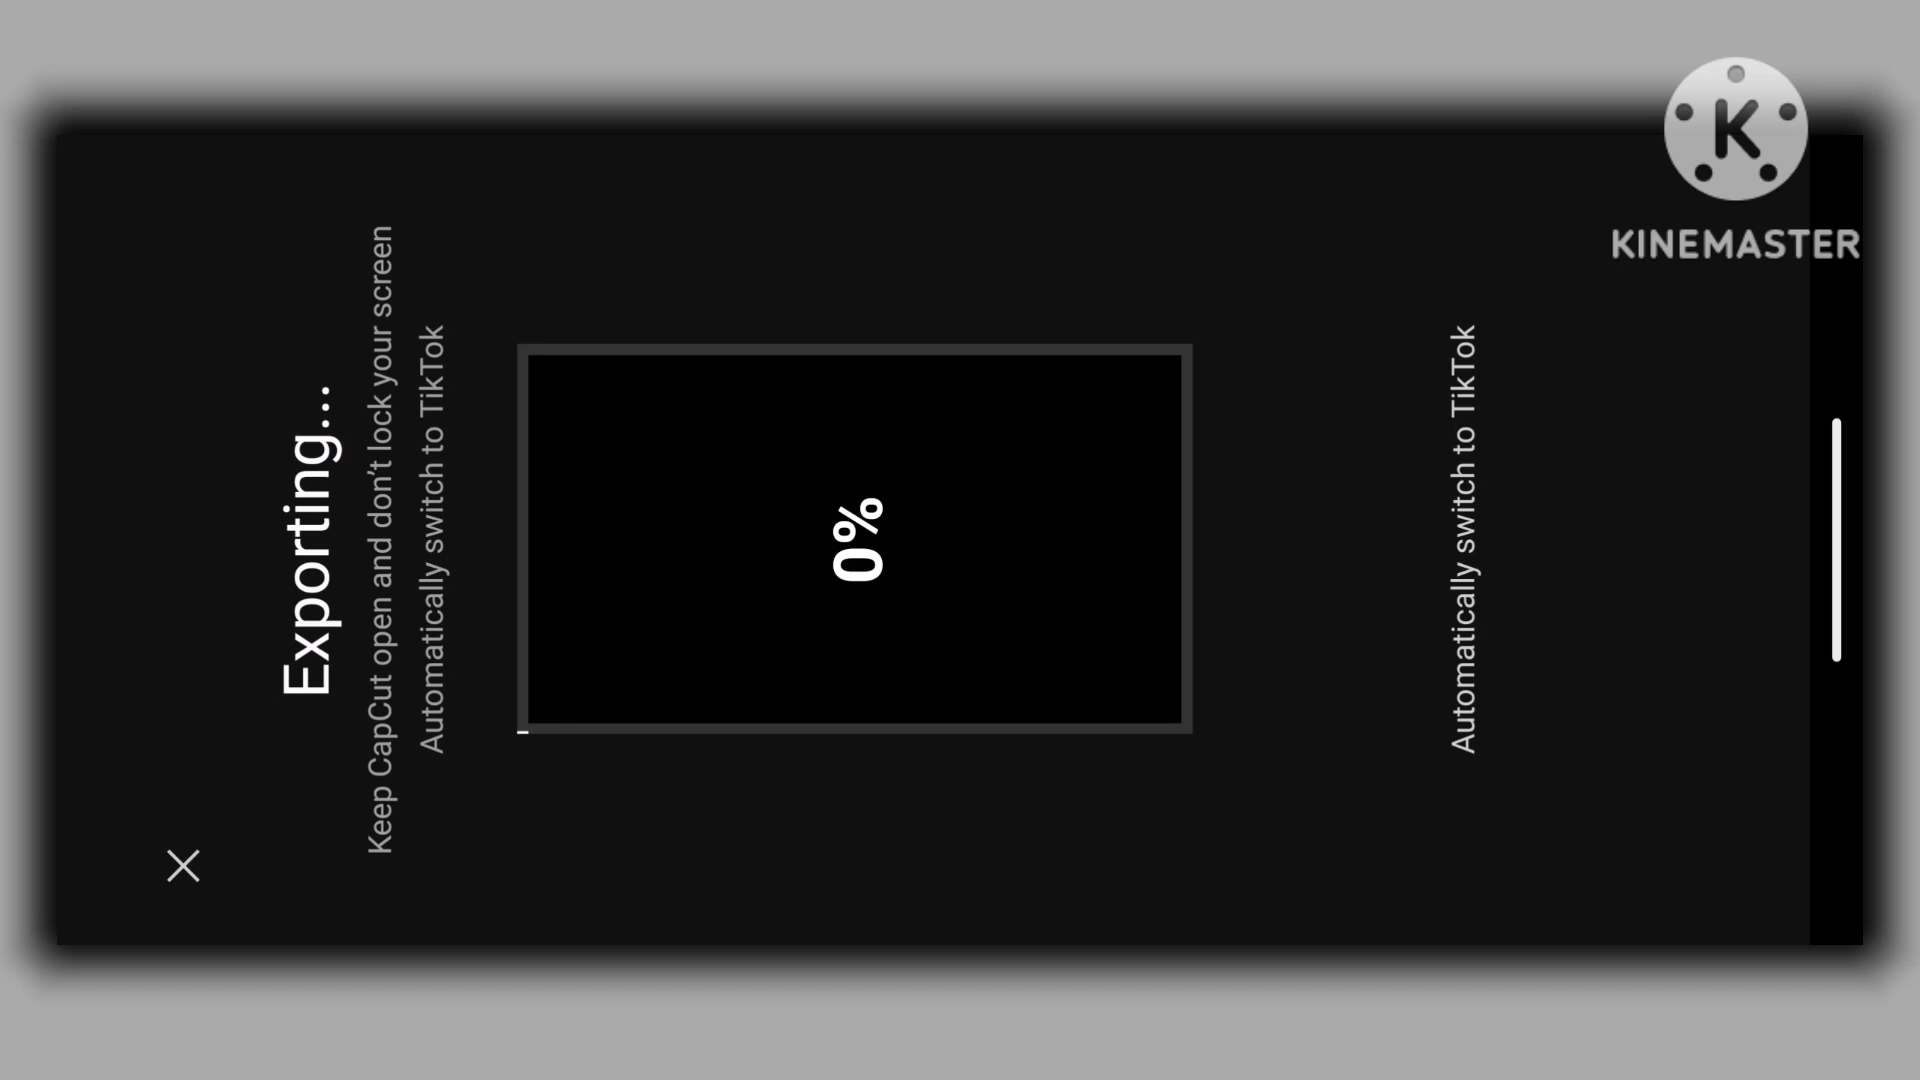 Exporting...
Keep CapCut open and don't lock your screen
Automatically switch to TikTok
0%
Automatically switch to TikTok
K
KINEMASTER